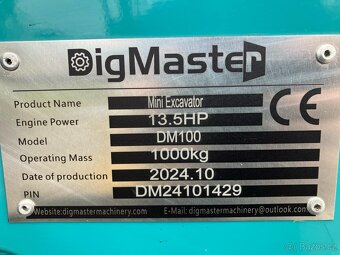 DigMaster
Product Name Mini Excavator
Engine Power 13.5HP
Model DM100
Operating Mass 1000kg
Date of production 2024.10
PIN DM24101429
CE
Website:digmastermachinery.com E-Mail: digmastermachinery@outlook.com